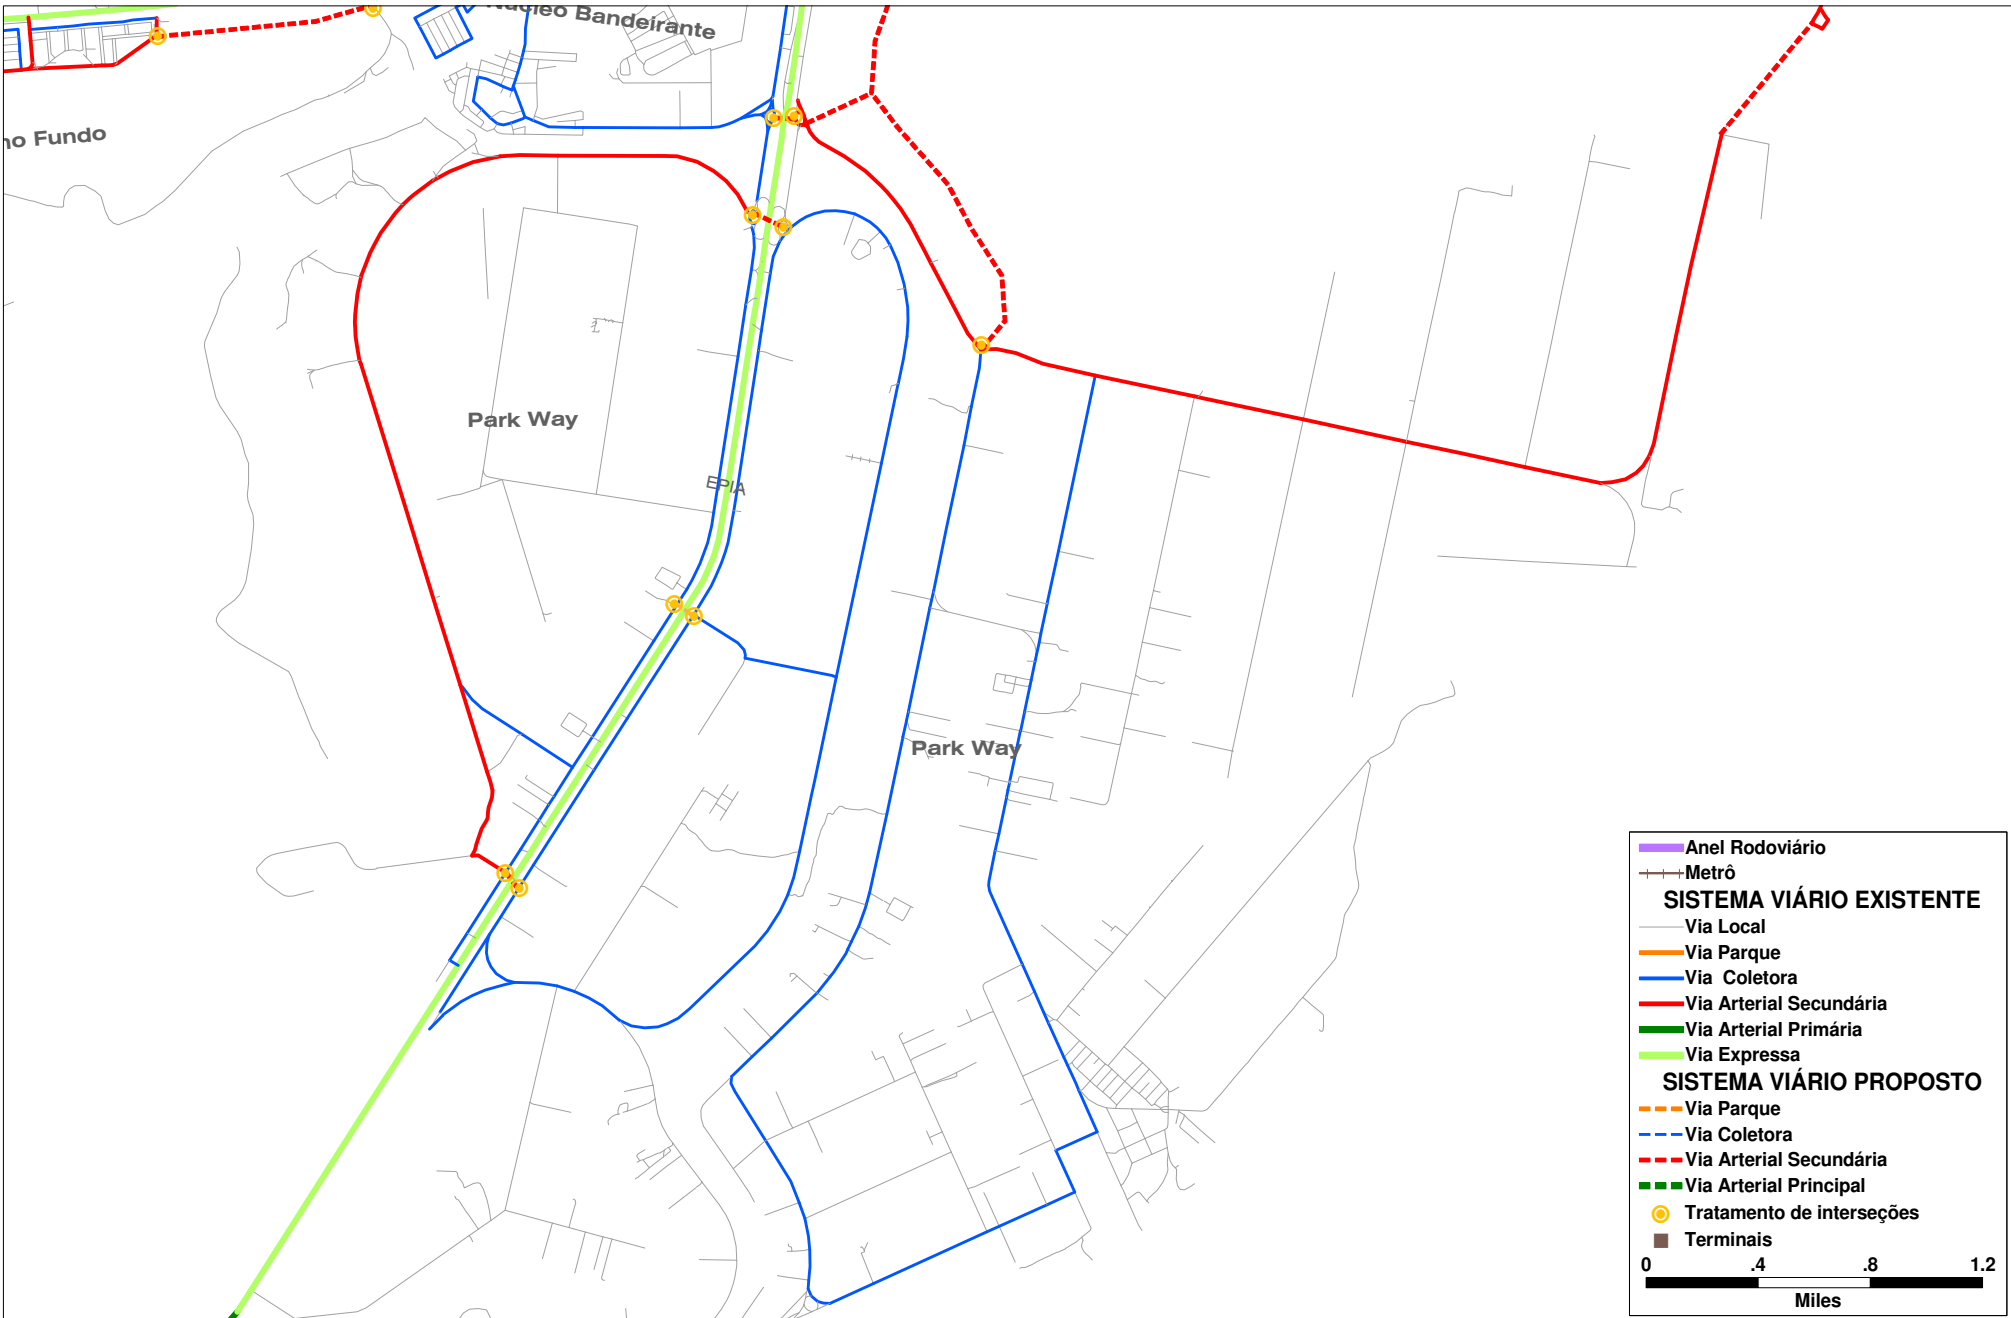 Núcleo Bandeirante
no Fundo
Park Way
EPIA
Park Way
Anel Rodoviário
Metrô
SISTEMA VIÁRIO EXISTENTE
Via Local
Via Parque
Via Coletora
Via Arterial Secundária
Via Arterial Primária
Via Expressa
SISTEMA VIÁRIO PROPOSTO
Via Parque
Via Coletora
Via Arterial Secundária
Via Arterial Principal
Tratamento de interseções
Terminais
0 .4 .8 1.2
Miles